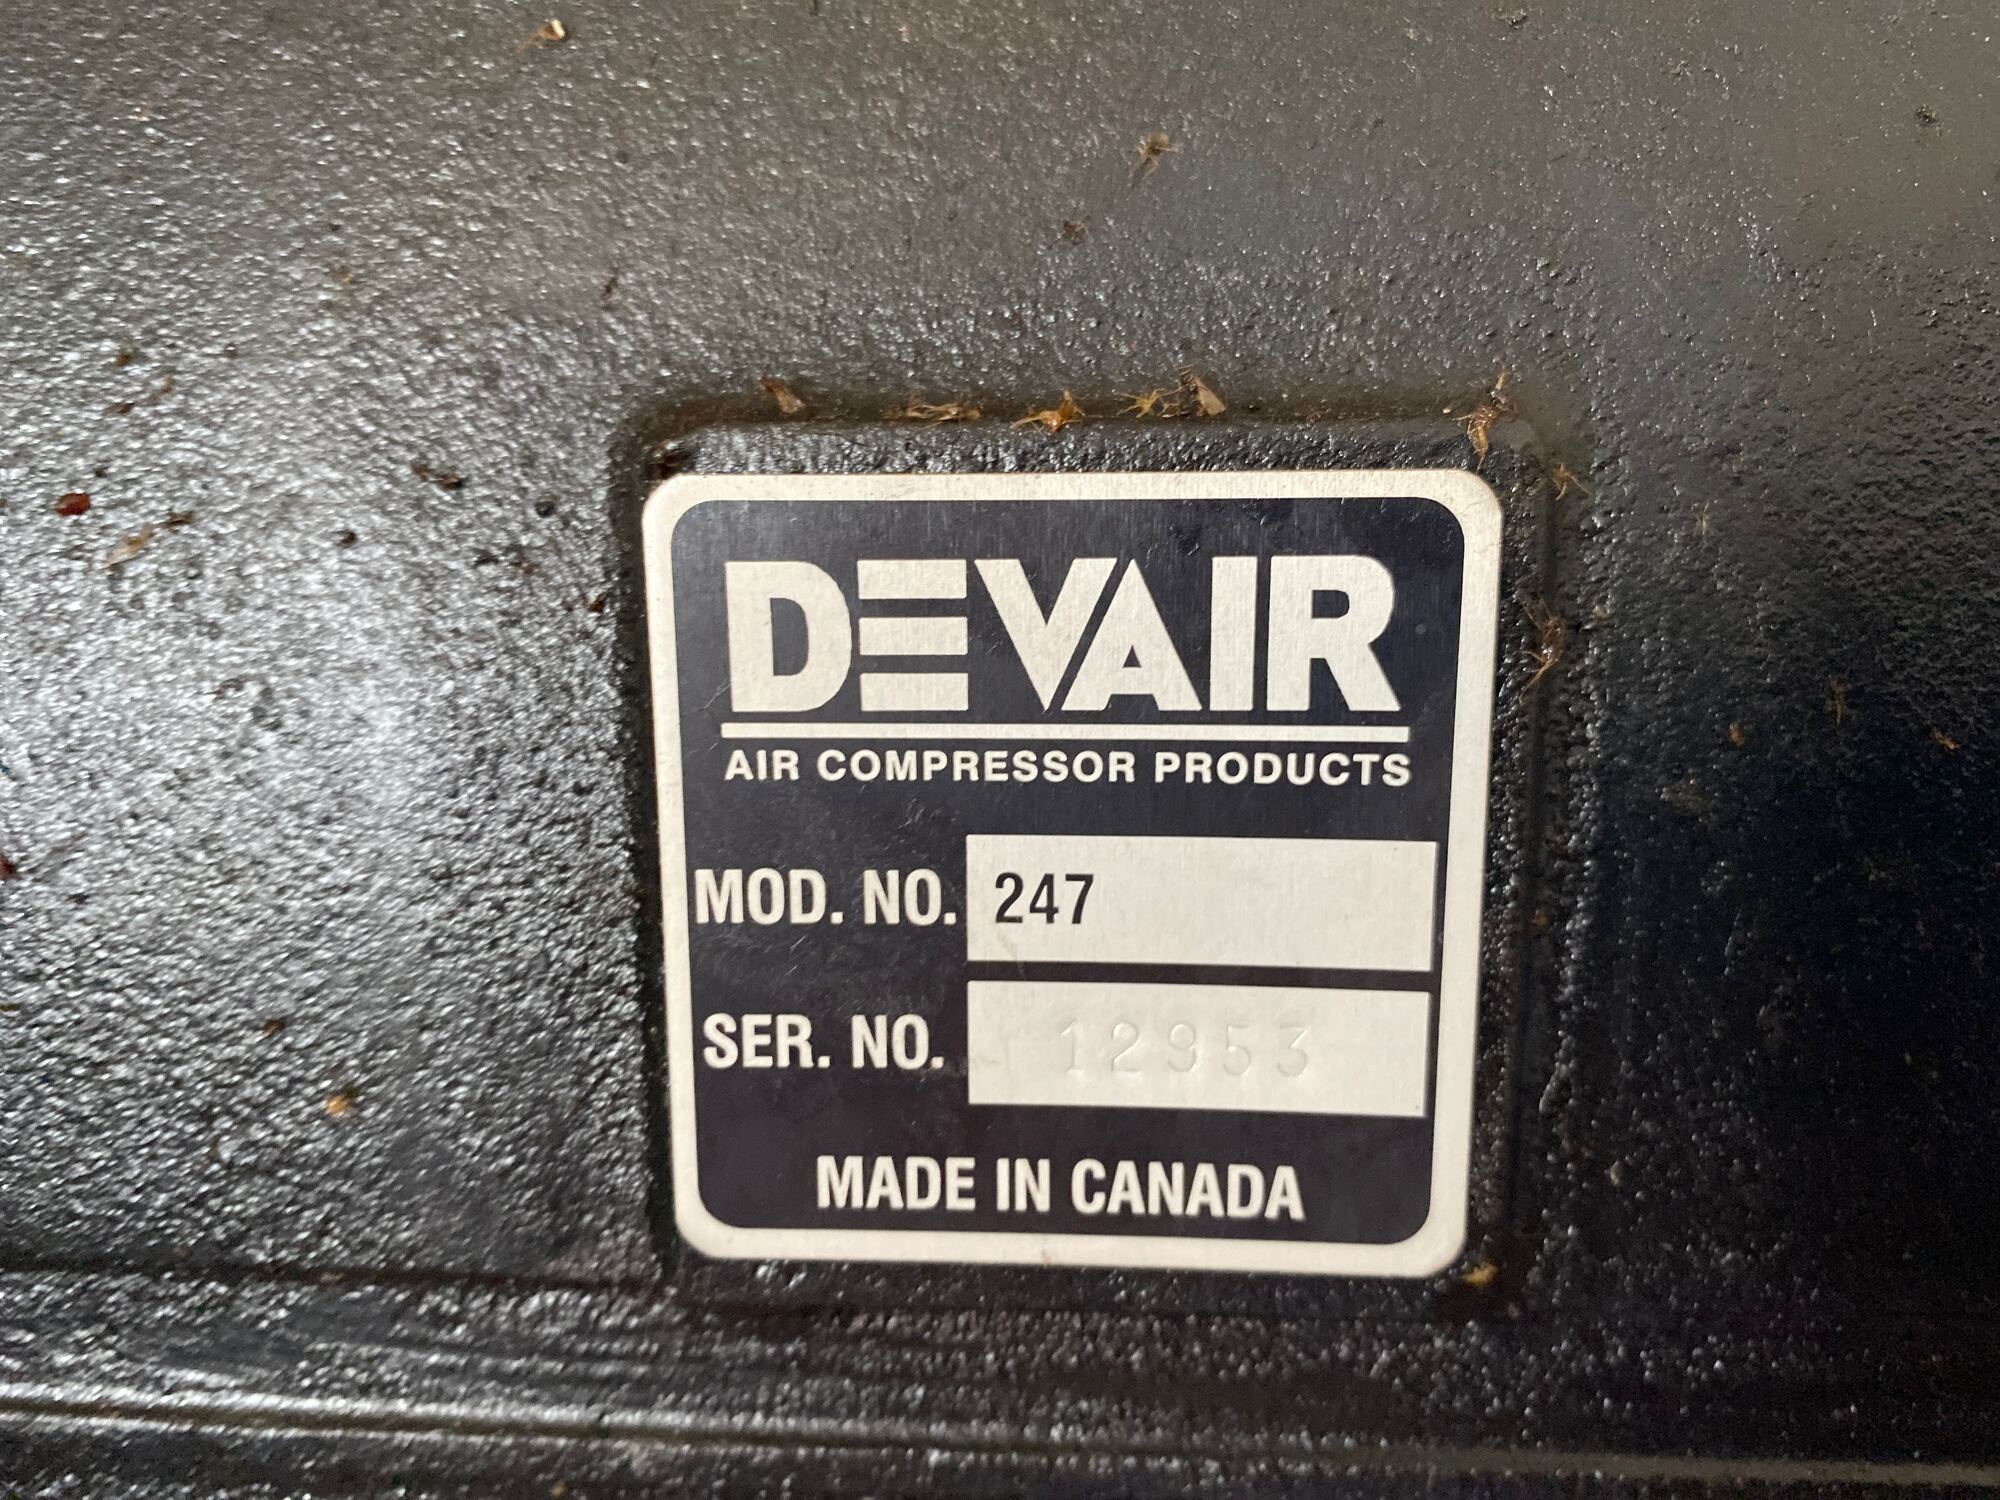 DEVAIR
AIR COMPRESSOR PRODUCTS
MOD. NO. 247
SER. NO. 12953
MADE IN CANADA